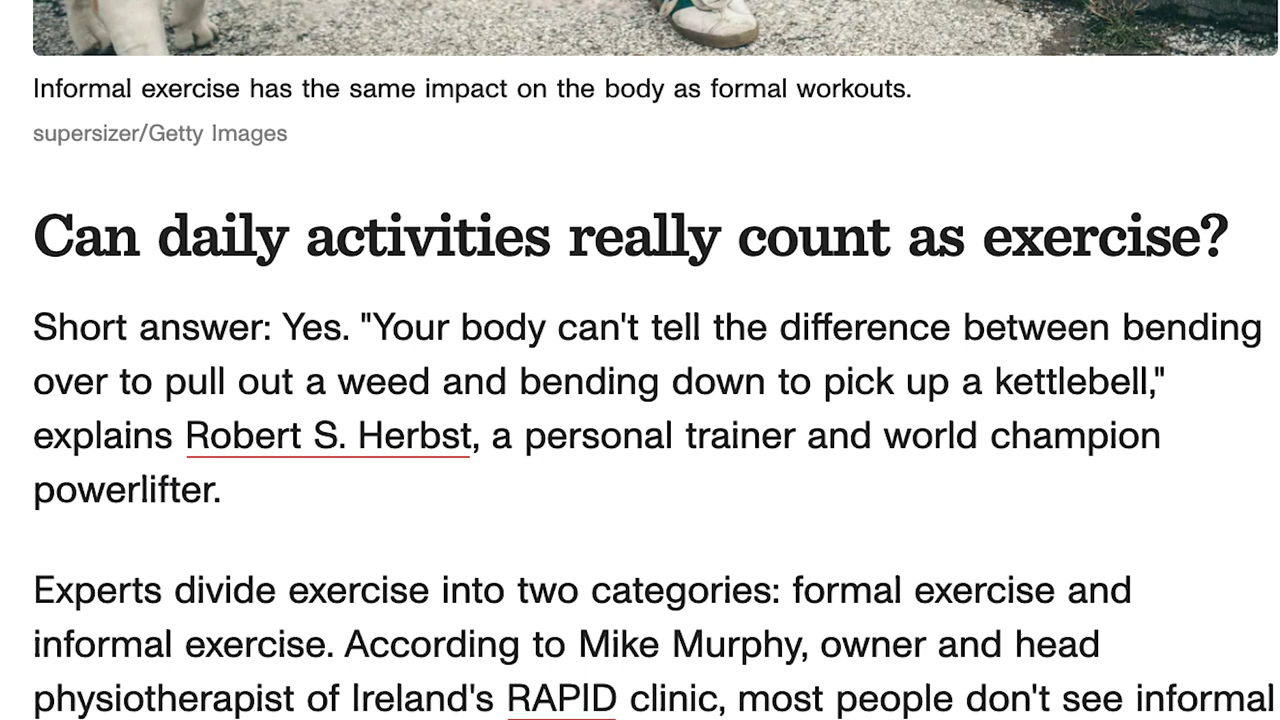 Informal exercise has the same impact on the body as formal workouts.
supersizer/Getty Images
Can daily activities really count as exercise?
Short answer: Yes. "Your body can't tell the difference between bending
over to pull out a weed and bending down to pick up a kettlebell,"
explains Robert S. Herbst, a personal trainer and world champion
powerlifter.
Experts divide exercise into two categories: formal exercise and
informal exercise. According to Mike Murphy, owner and head
physiotherapist of Ireland's RAPID clinic, most people don't see informal